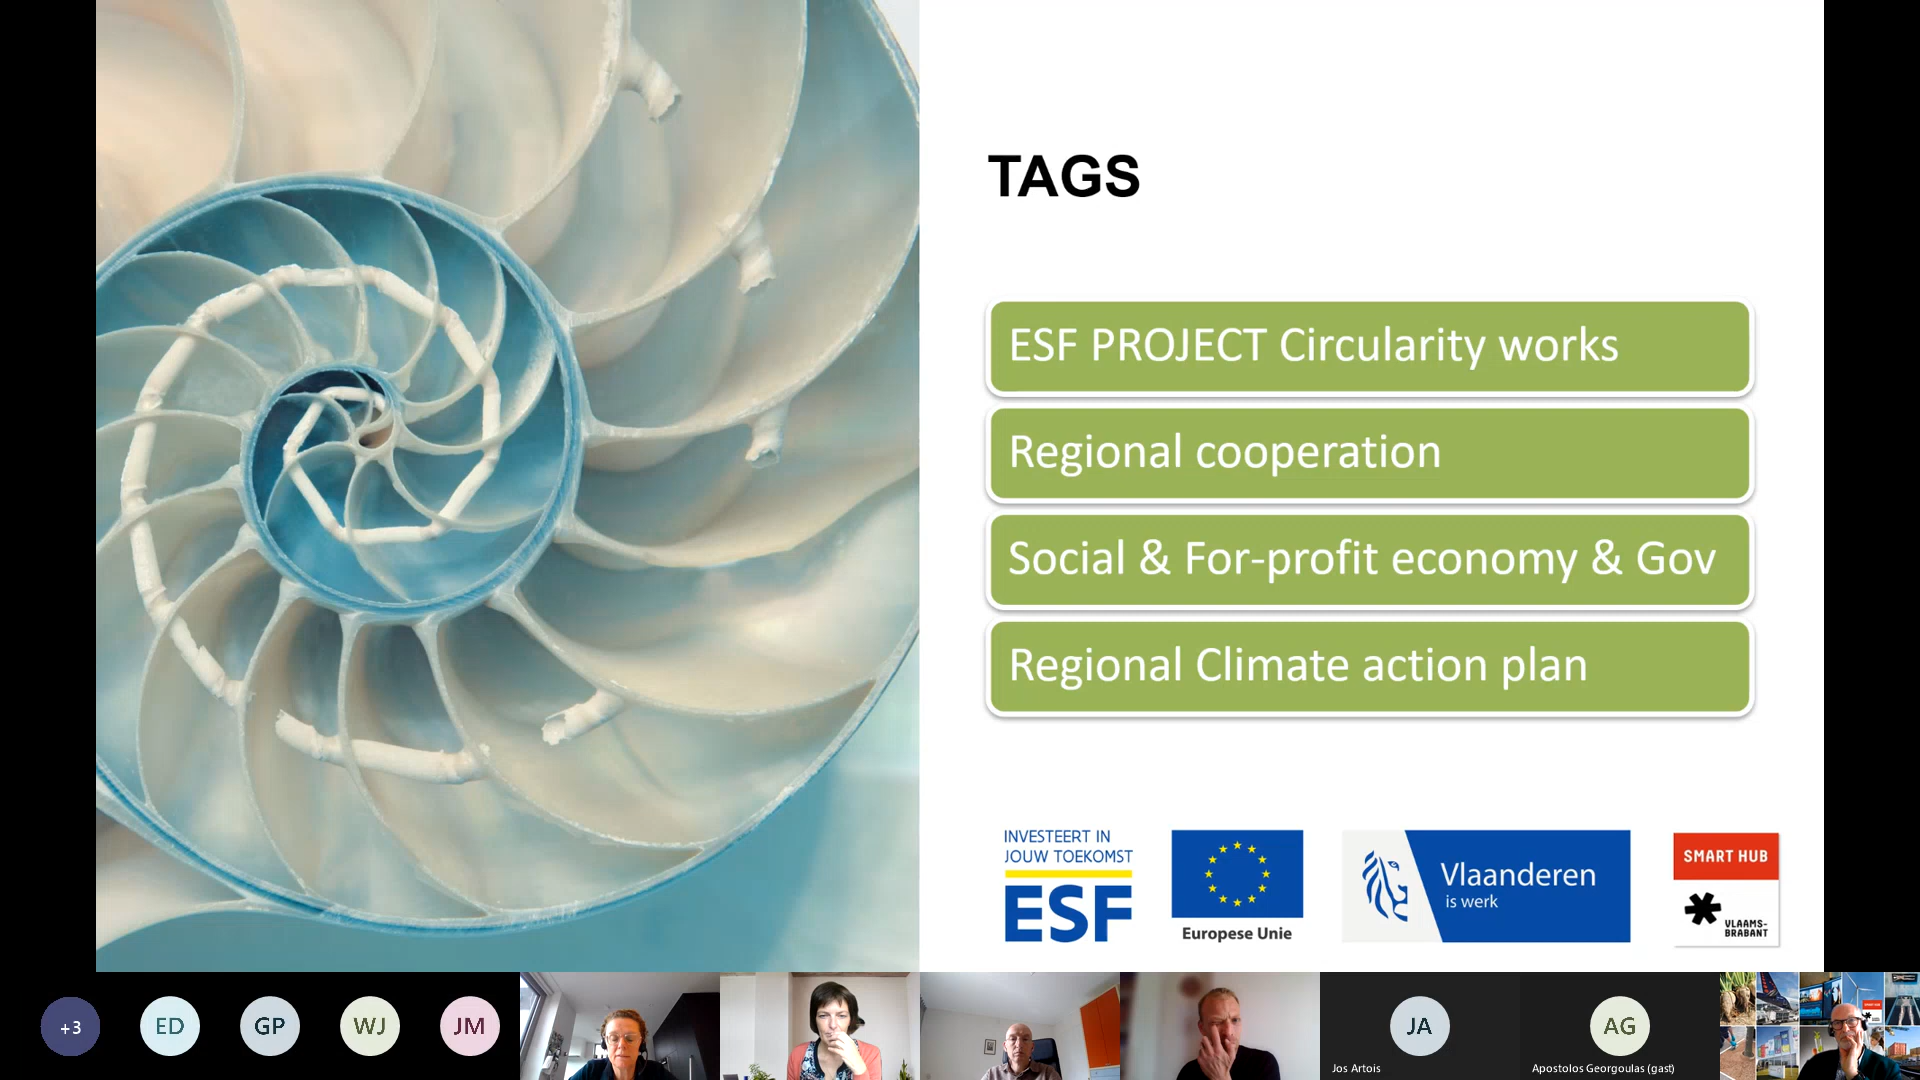 TAGS
ESF PROJECT Circularity works
Regional cooperation
Social & For-profit economy & Gov
Regional Climate action plan
INVESTEERT IN
JOUW TOEKOMST
ESF
Europese Unie
Vlaanderen
is werk
SMART HUB
VLAAMS-
BRABANT
+3
ED
GP
WJ
JM
JA
Jos Artois
AG
Apostolos Georgoulas (gast)